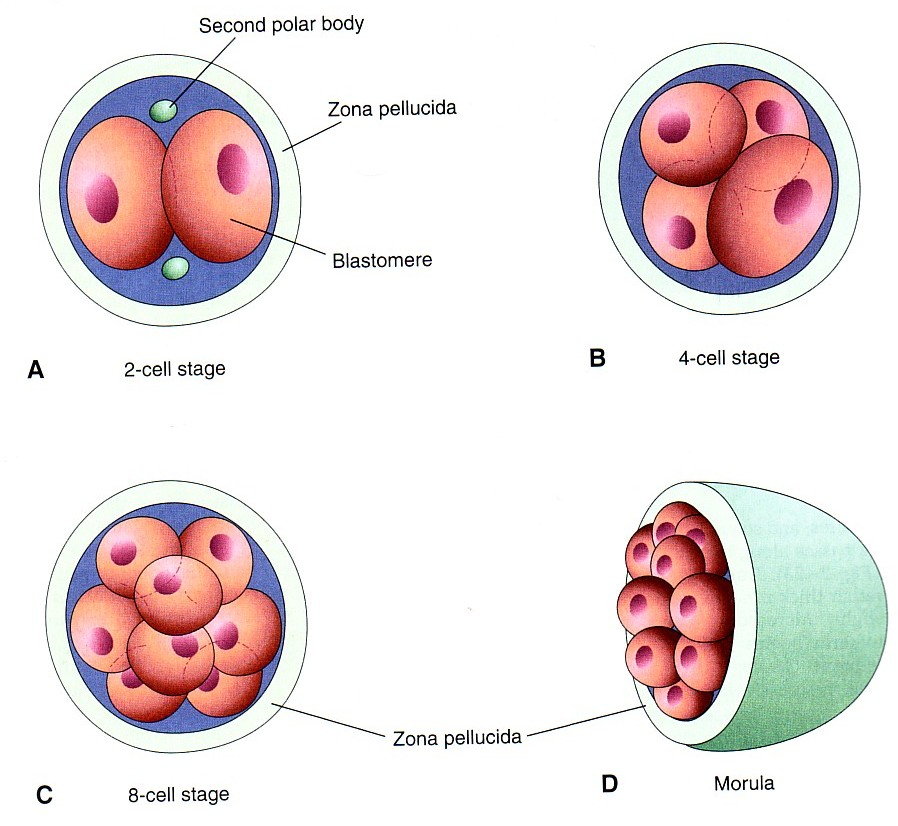 Second polar body
Zona pellucida
Blastomere
A
2-cell stage
B
4-cell stage
Zona pellucida
C
8-cell stage
D
Morula